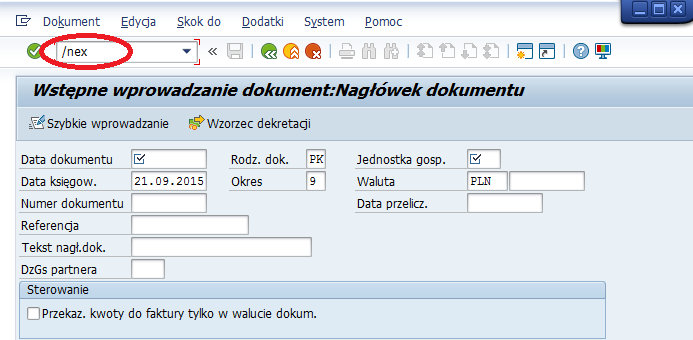 Dokument Edycja Skok do Dodatki System Pomoc
/nex
Wstępne wprowadzanie dokument:Nagłówek dokumentu
Szybkie wprowadzanie Wzorzec dekretacji
Data dokumentu Rodz. dok. PK Jednostka gosp.
Data księgow. 21.09.2015 Okres 9 Waluta PLN
Numer dokumentu Data przelicz.
Referencja
Tekst nagł.dok.
DzGs partnera
Sterowanie
Przekaz. kwoty do faktury tylko w walucie dokum.